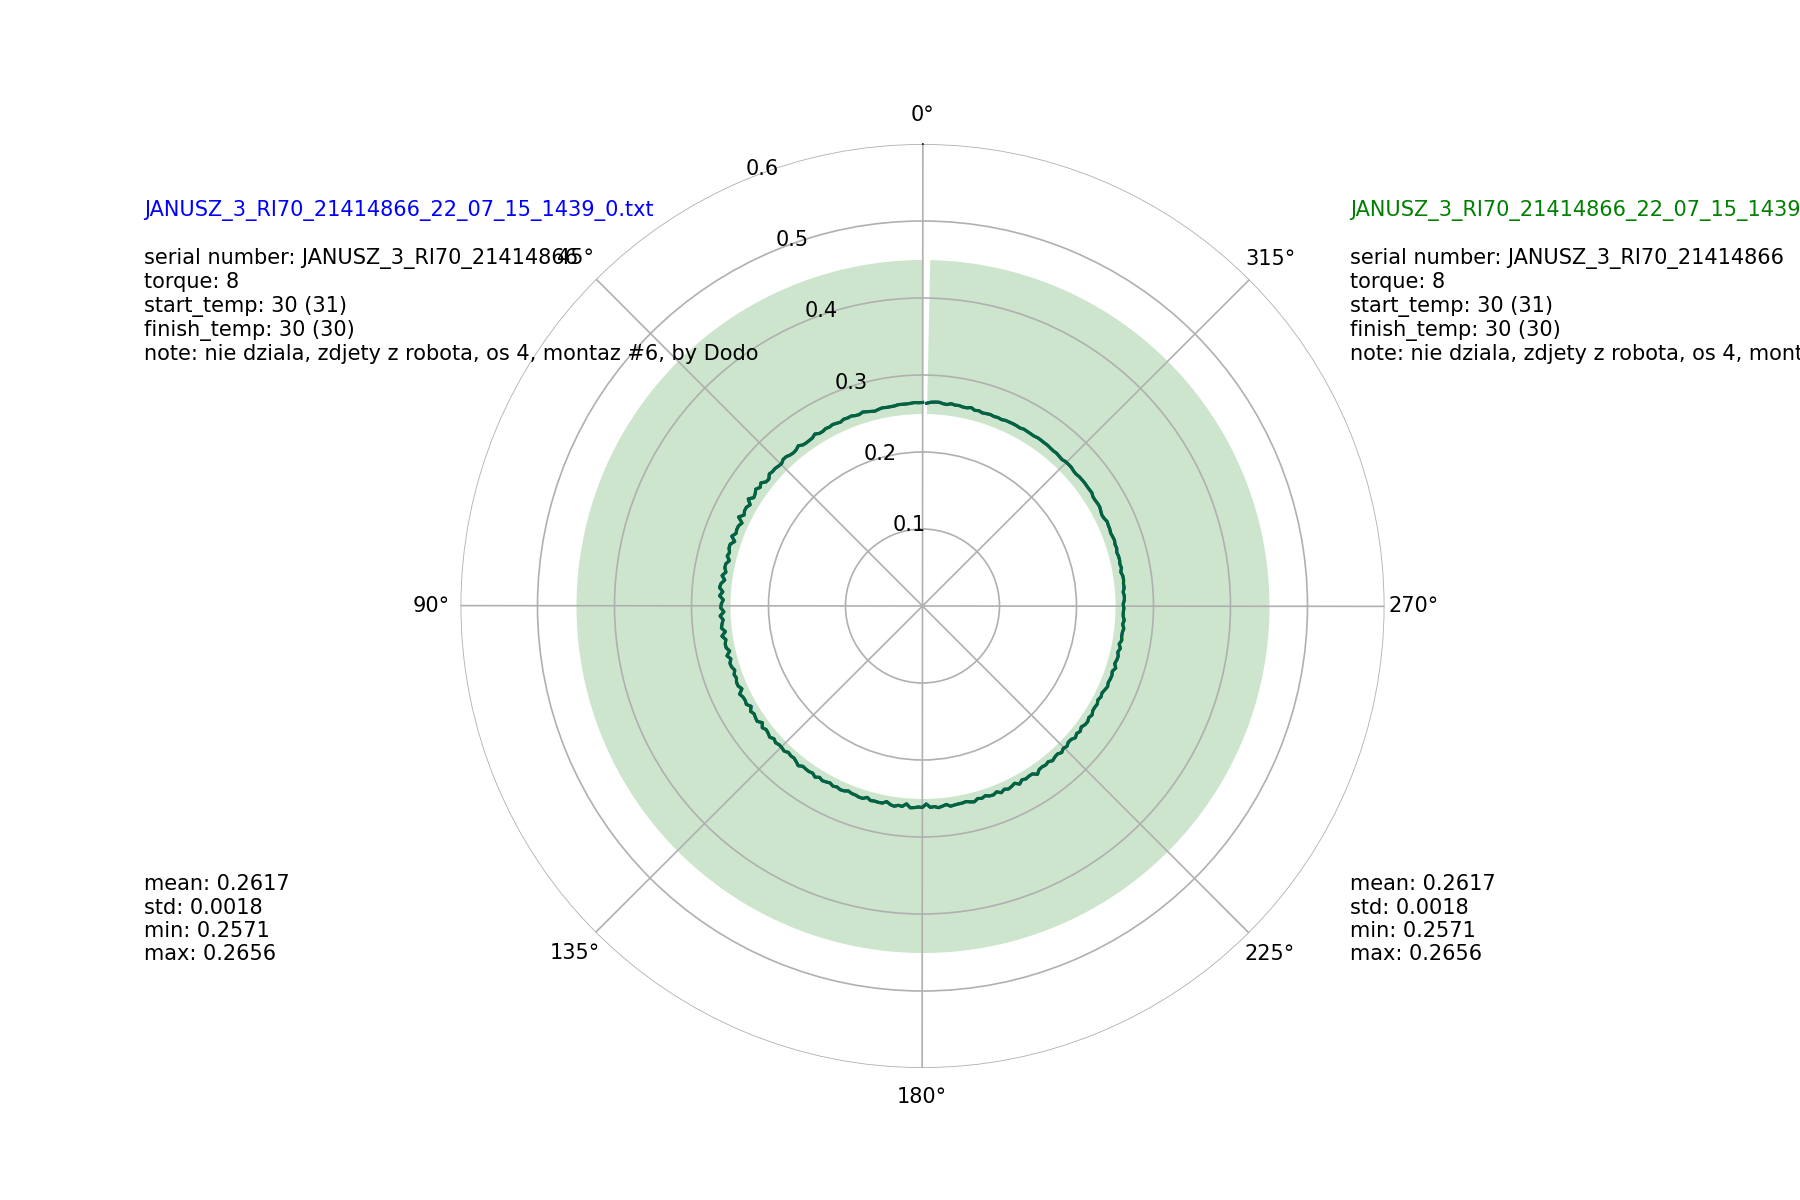 0°
0.6
JANUSZ_3_RI70_21414866_22_07_15_1439_0.txt
JANUSZ_3_RI70_21414866_22_07_15_1439
0.5
serial number: JANUSZ_3_RI70_21414866
45°
315°
serial number: JANUSZ_3_RI70_21414866
torque: 8
torque: 8
start_temp: 30 (31)
0.4
start_temp: 30 (31)
finish_temp: 30 (30)
finish_temp: 30 (30)
note: nie dziala, zdjety z robota, os 4, montaz #6, by Dodo
note: nie dziala, zdjety z robota, os 4, mont
0.3
0.2
0.1
90°
270°
mean: 0.2617
std: 0.0018
min: 0.2571
max: 0.2656
mean: 0.2617
std: 0.0018
min: 0.2571
max: 0.2656
135°
225°
180°